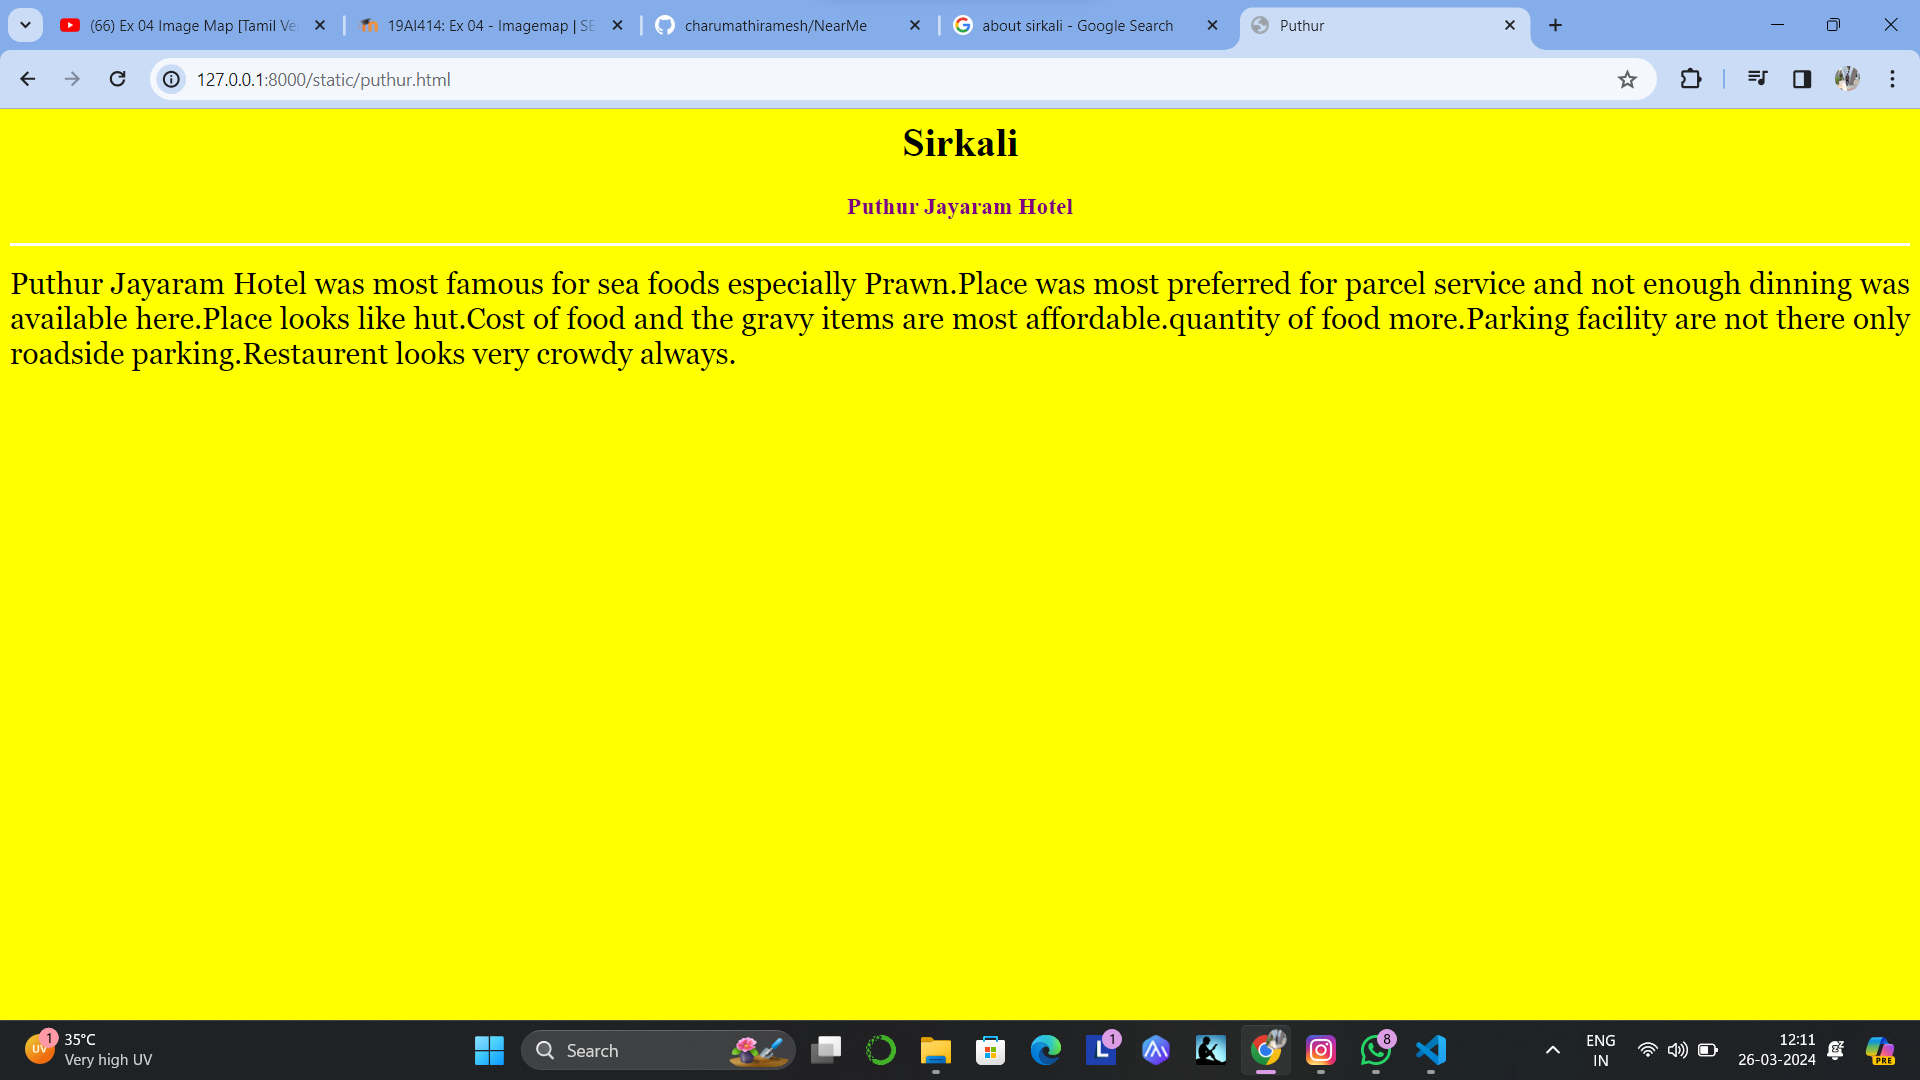 (66) Ex 04 Image Map [Tamil Ve
19AI414: Ex 04 - Imagemap | SE
charumathiramesh/NearMe
about sirkali - Google Search
Puthur
127.0.0.1:8000/static/puthur.html
Sirkali
Puthur Jayaram Hotel
Puthur Jayaram Hotel was most famous for sea foods especially Prawn.Place was most preferred for parcel service and not enough dinning was
available here.Place looks like hut.Cost of food and the gravy items are most affordable.quantity of food more.Parking facility are not there only
roadside parking.Restaurent looks very crowdy always.
UV
1
35°C
Very high UV
Search
L
1
8
ENG
IN
12:11
26-03-2024
PRE